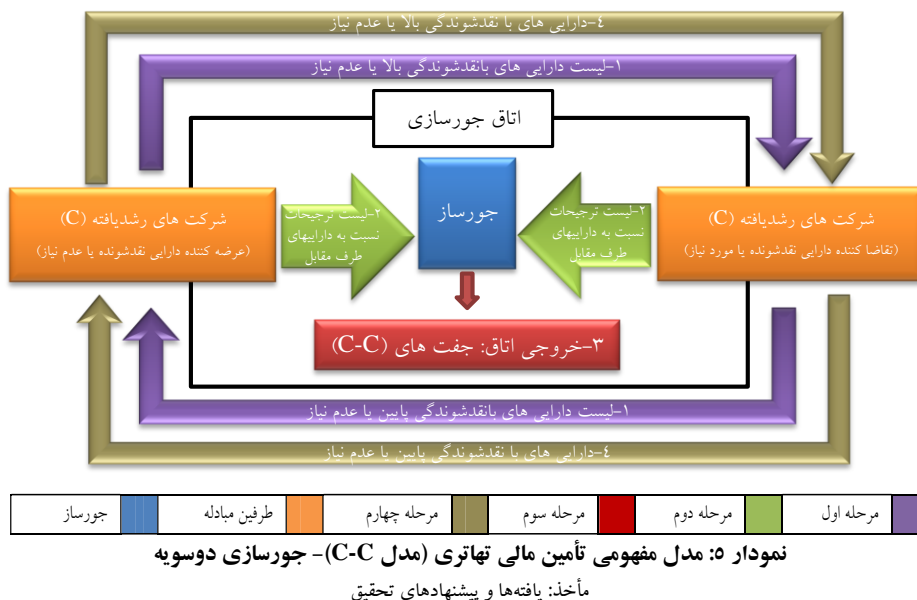 ٤-دارایی های با نقدشوندگی بالا یا عدم نیاز
۱-لیست دارایی های بانقدشوندگی بالا یا عدم نیاز
اتاق جورسازی
شرکت های رشدیافته (C)
(تقاضا کننده دارایی نقدشونده یا مورد نیاز)
۲-لیست ترجیحات
نسبت به داراییهای
طرف مقابل
جورساز
۲-لیست ترجیحات
نسبت به داراییهای
طرف مقابل
شرکت های رشدیافته (C)
(عرضه کننده دارایی نقدشونده یا عدم نیاز)
۳-خروجی اتاق: جفت های (C-C)
۱-لیست دارایی های بانقدشوندگی پایین یا عدم نیاز
٤-دارایی های با نقدشوندگی پایین یا عدم نیاز
مرحله اول
مرحله دوم
مرحله سوم
مرحله چهارم
طرفین مبادله
جورساز
نمودار ٥: مدل مفهومی تأمین مالی تهاتری (مدل C-C)- جورسازی دوسویه
مأخذ: یافته‌ها و پیشنهادهای تحقیق